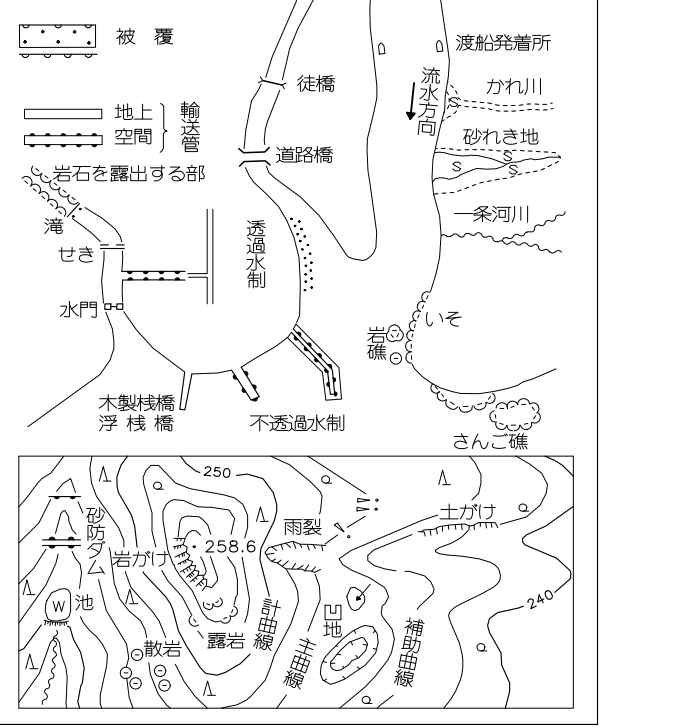 被 覆
渡船発着所
流水方向
かれ川
徒橋
地上
空間
輸送管
砂れき地
道路橋
岩石を露出する部
一条河川
滝
透過水制
せき
水門
いそ
岩礁
木製桟橋
浮桟橋
不透過水制
さんご礁
250
砂防ダム
土がけ
雨裂
258.6
岩がけ
240
W
池
計曲線
凹地
補助曲線
露岩
散岩
主曲線